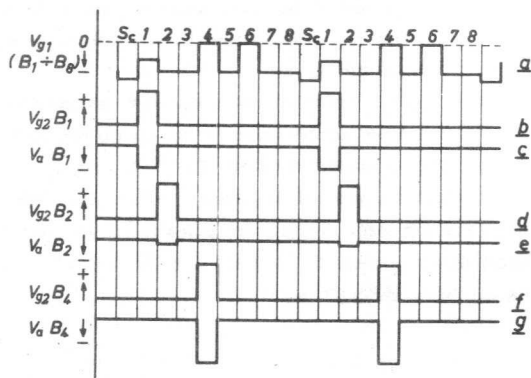 Sc 1 2 3 4 5 6 7 8 Sc 1 2 3 4 5 6 7 8
Vg1 0
(B1÷B8) − a
+
Vg2 B1 b
Va B1 c
−
+
Vg2 B2 d
Va B2 e
−
+
Vg2 B4 f
Va B4 g
−